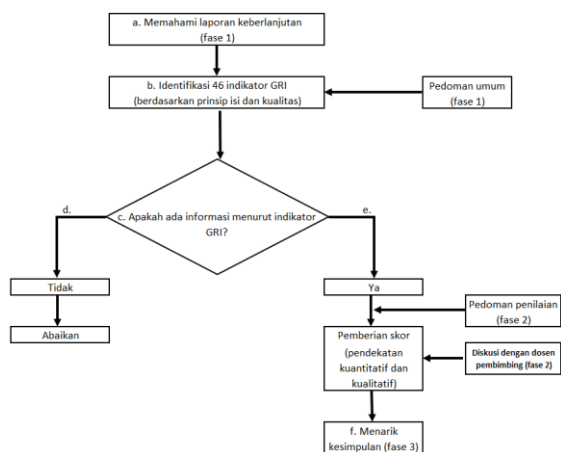 a. Memahami laporan keberlanjutan
(fase 1)
b. Identifikasi 46 indikator GRI
(berdasarkan prinsip isi dan kualitas)
Pedoman umum
(fase 1)
d.
c. Apakah ada informasi menurut indikator
GRI?
e.
Tidak
Ya
Abaikan
Pedoman penilaian
(fase 2)
Pemberian skor
(pendekatan
kuantitatif dan
kualitatif)
Diskusi dengan dosen
pembimbing (fase 2)
f. Menarik
kesimpulan (fase 3)